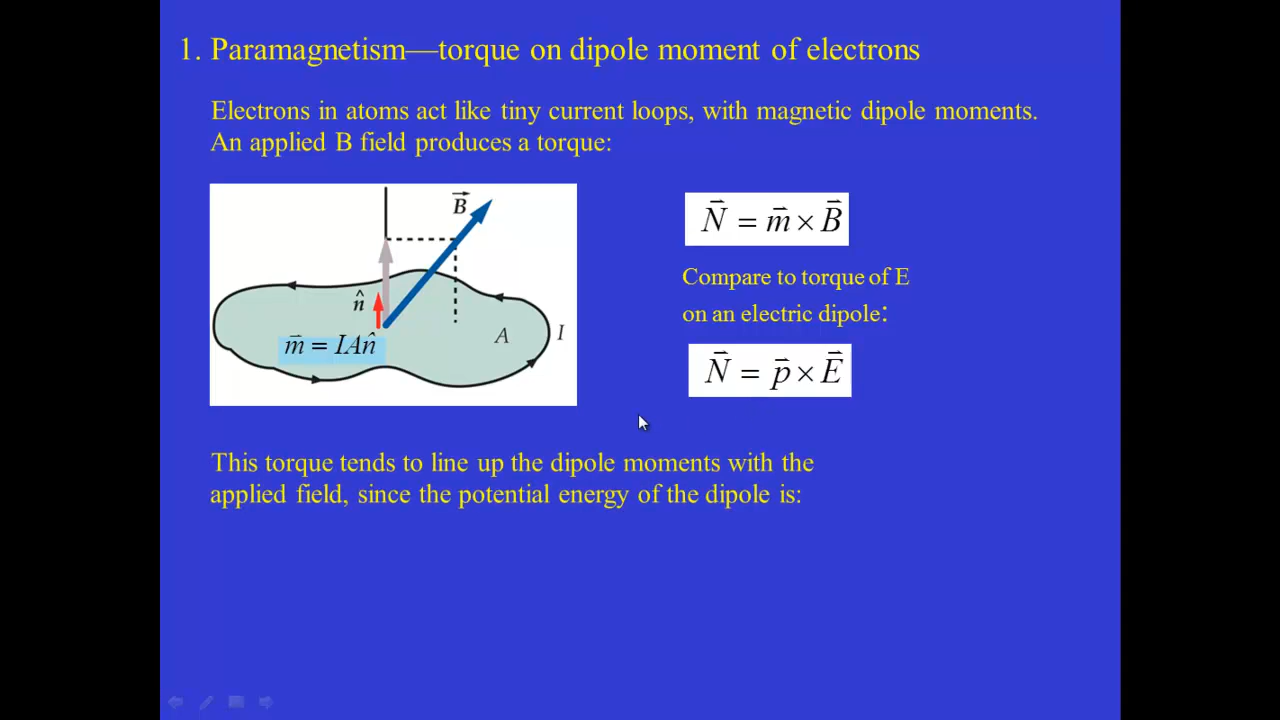 1. Paramagnetism—torque on dipole moment of electrons
Electrons in atoms act like tiny current loops, with magnetic dipole moments.
An applied B field produces a torque:
B⃗
n̂
m⃗ = IAn̂
A
I
N⃗ = m⃗ × B⃗
Compare to torque of E
on an electric dipole:
N⃗ = p⃗ × E⃗
This torque tends to line up the dipole moments with the
applied field, since the potential energy of the dipole is: